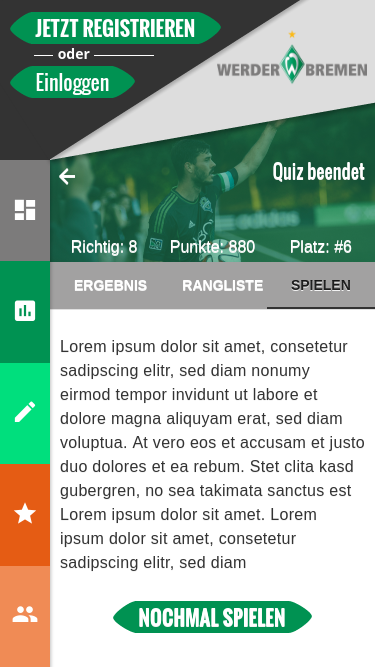 JETZT REGISTRIEREN
oder
Einloggen
WERDER W BREMEN
Quiz beendet
Richtig: 8 Punkte: 880 Platz: #6
ERGEBNIS RANGLISTE SPIELEN
Lorem ipsum dolor sit amet, consetetur
sadipscing elitr, sed diam nonumy
eirmod tempor invidunt ut labore et
dolore magna aliquyam erat, sed diam
voluptua. At vero eos et accusam et justo
duo dolores et ea rebum. Stet clita kasd
gubergren, no sea takimata sanctus est
Lorem ipsum dolor sit amet. Lorem
ipsum dolor sit amet, consetetur
sadipscing elitr, sed diam
NOCHMAL SPIELEN